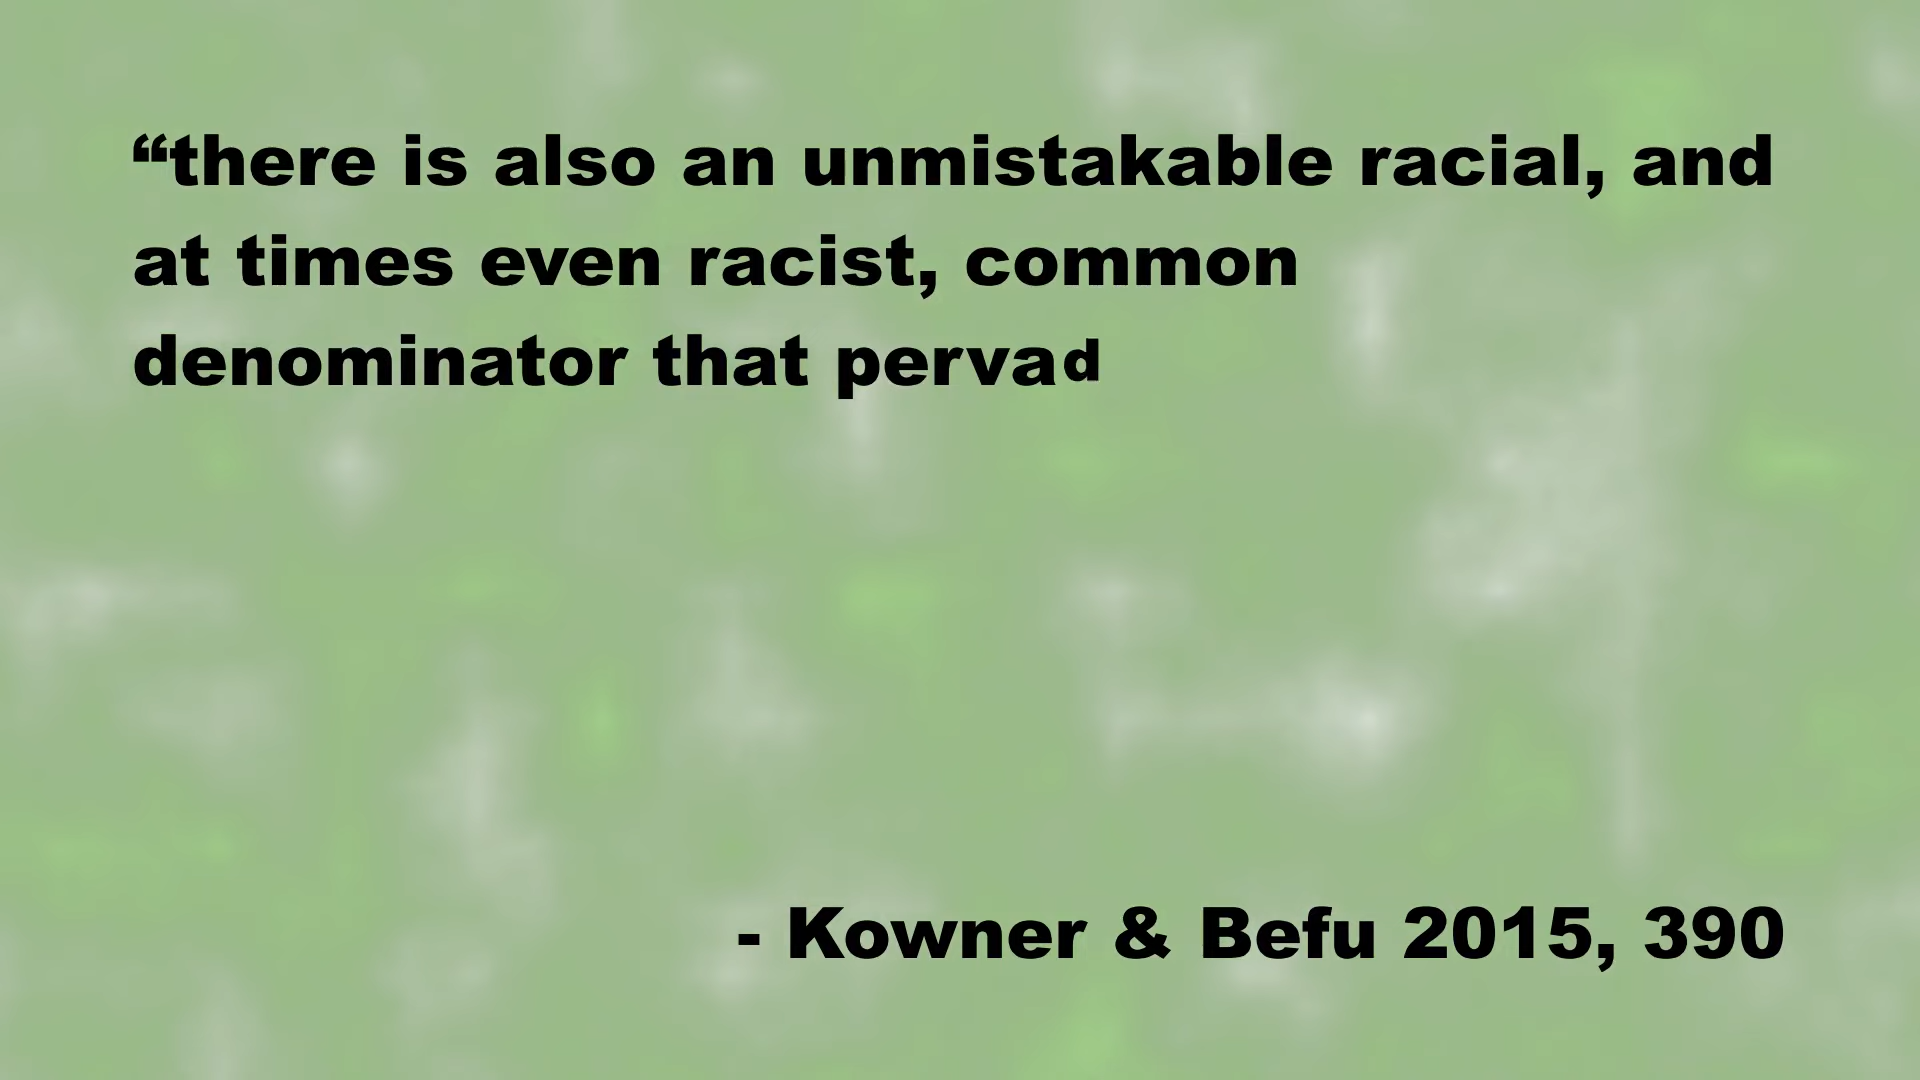 “there is also an unmistakable racial, and
at times even racist, common
denominator that pervad
- Kowner & Befu 2015, 390